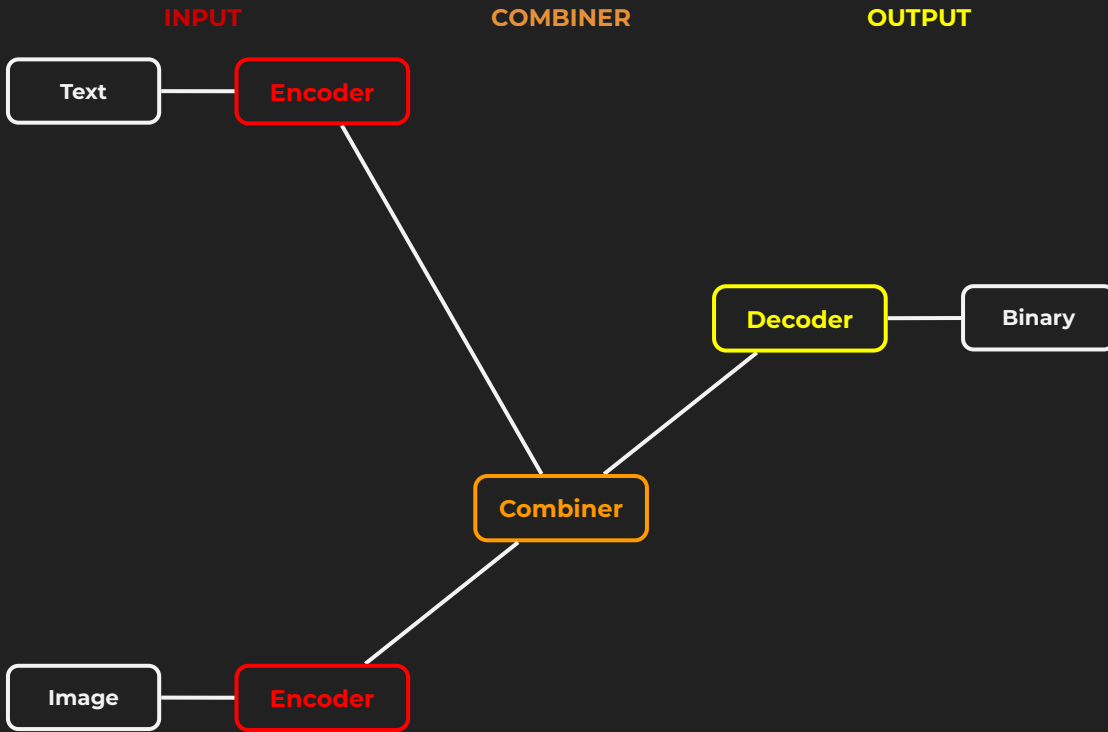 INPUT
COMBINER
OUTPUT
Text
Encoder
Decoder
Binary
Combiner
Image
Encoder